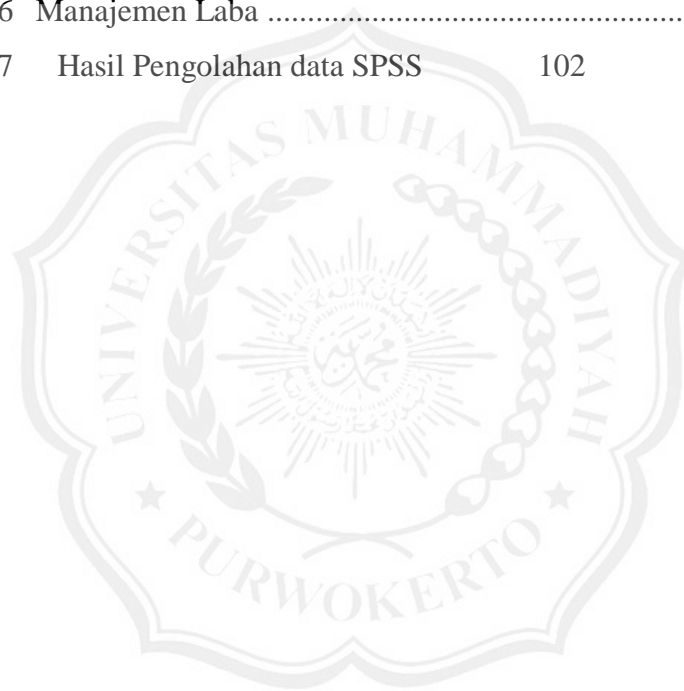 6 Manajemen Laba ......................................................
7 Hasil Pengolahan data SPSS 102
UNIVERSITAS MUHAMMADIYAH
PURWOKERTO